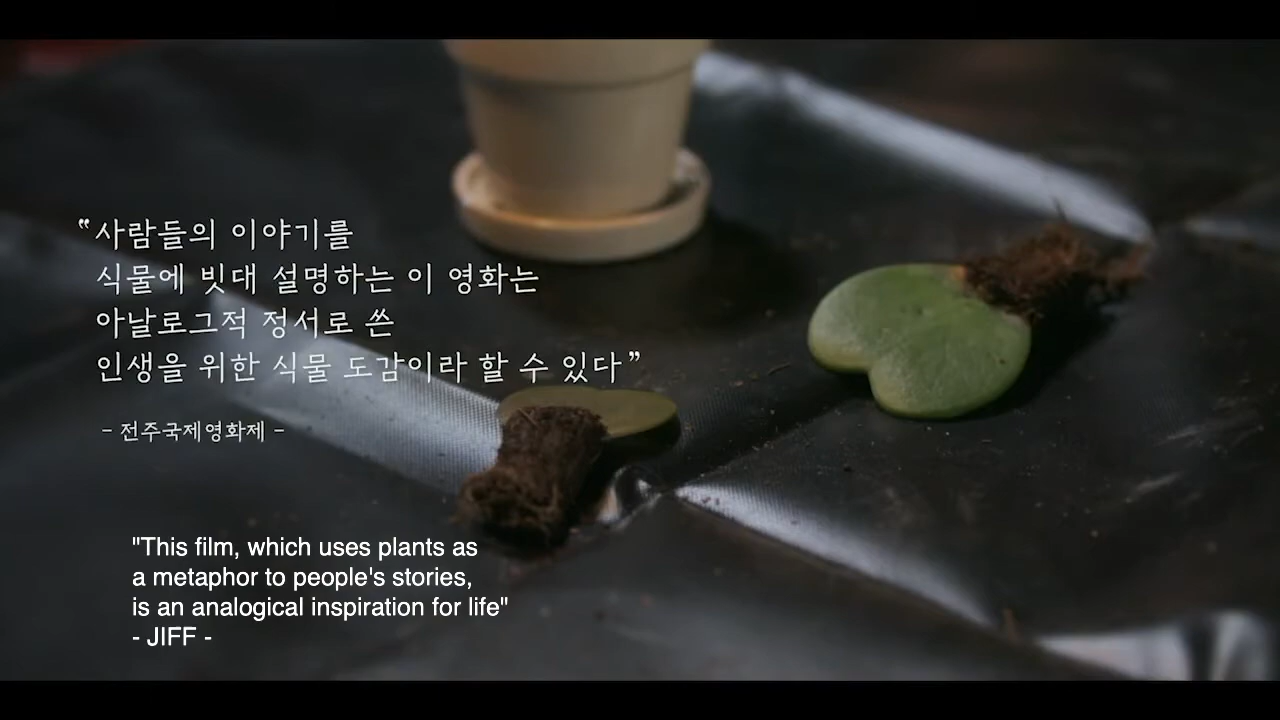 “사람들의 이야기를
식물에 빗대 설명하는 이 영화는
아날로그적 정서로 쓴
인생을 위한 식물 도감이라 할 수 있다”
- 전주국제영화제 -
"This film, which uses plants as
a metaphor to people's stories,
is an analogical inspiration for life"
- JIFF -